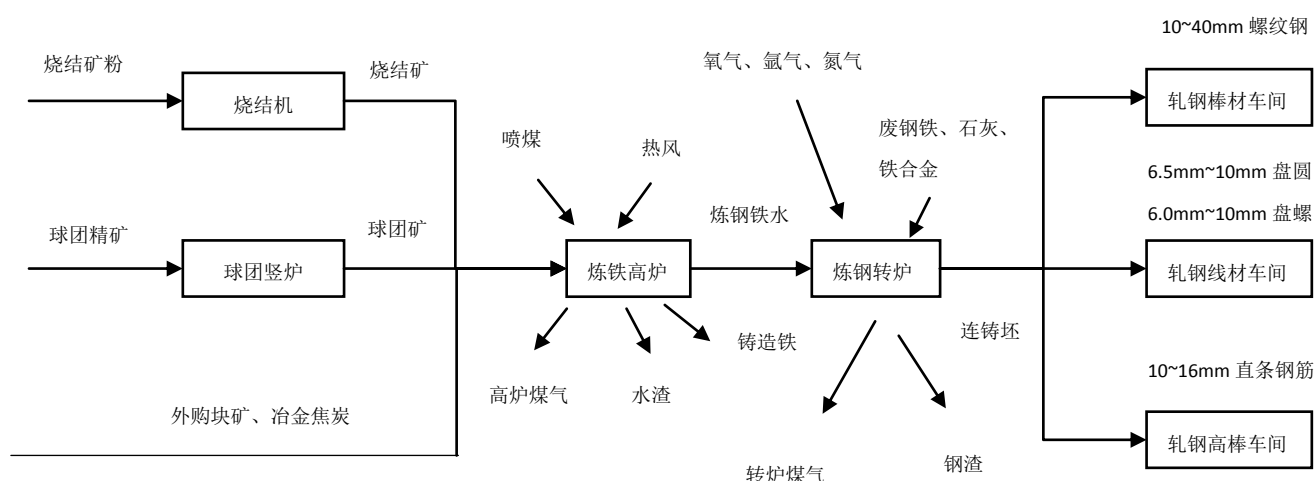 10~40mm 螺纹钢
烧结矿粉
烧结矿
氧气、氩气、氮气
烧结机
轧钢棒材车间
喷煤
热风
废钢铁、石灰、
铁合金
6.5mm~10mm 盘圆
6.0mm~10mm 盘螺
球团精矿
球团矿
炼钢铁水
球团竖炉
炼铁高炉
炼钢转炉
轧钢线材车间
铸造铁
连铸坯
高炉煤气
水渣
10~16mm 直条钢筋
外购块矿、冶金焦炭
轧钢高棒车间
转炉煤气
钢渣